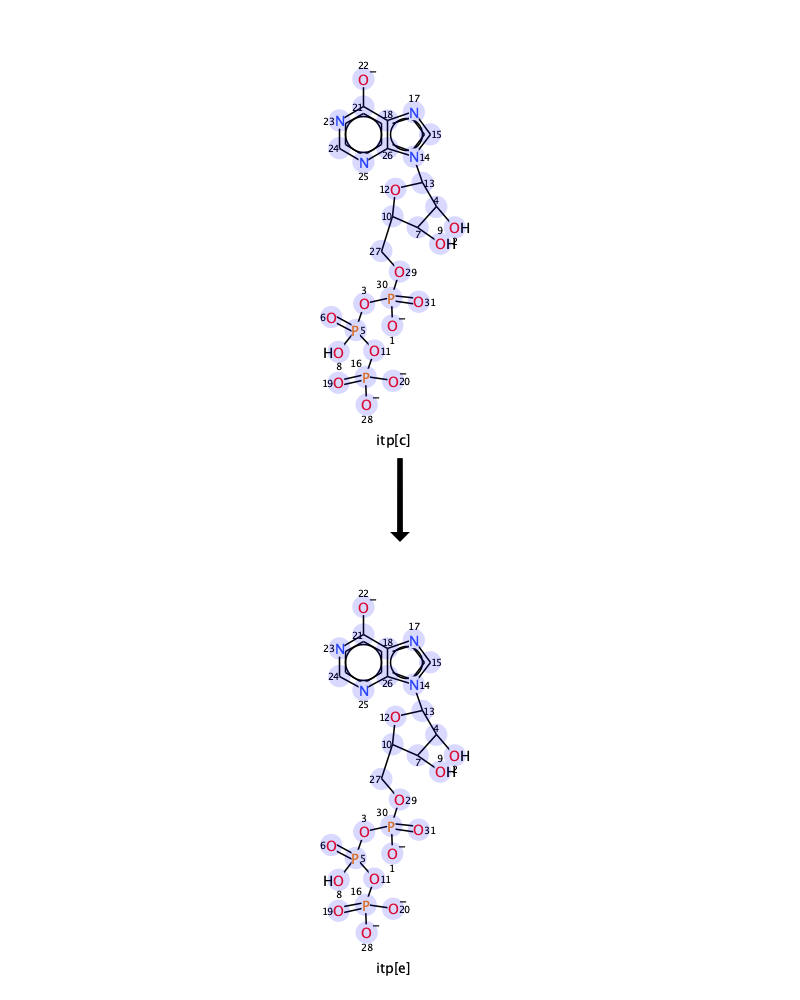 22
O−
21
23 N
18
17
N
15
24
N
25
26
N 14
12 O
13
4
10
7
9
OH
OH 2
27
O 29
30
3
O
P
O 31
6 O
P 5
O−
1
HO
8
O 11
16
19 O
P
O− 20
O−
28
itp[c]
22
O−
21
23 N
18
17
N
15
24
N
25
26
N 14
12 O
13
4
10
7
9
OH
OH 2
27
O 29
30
3
O
P
O 31
6 O
P 5
O−
1
HO
8
O 11
16
19 O
P
O− 20
O−
28
itp[e]